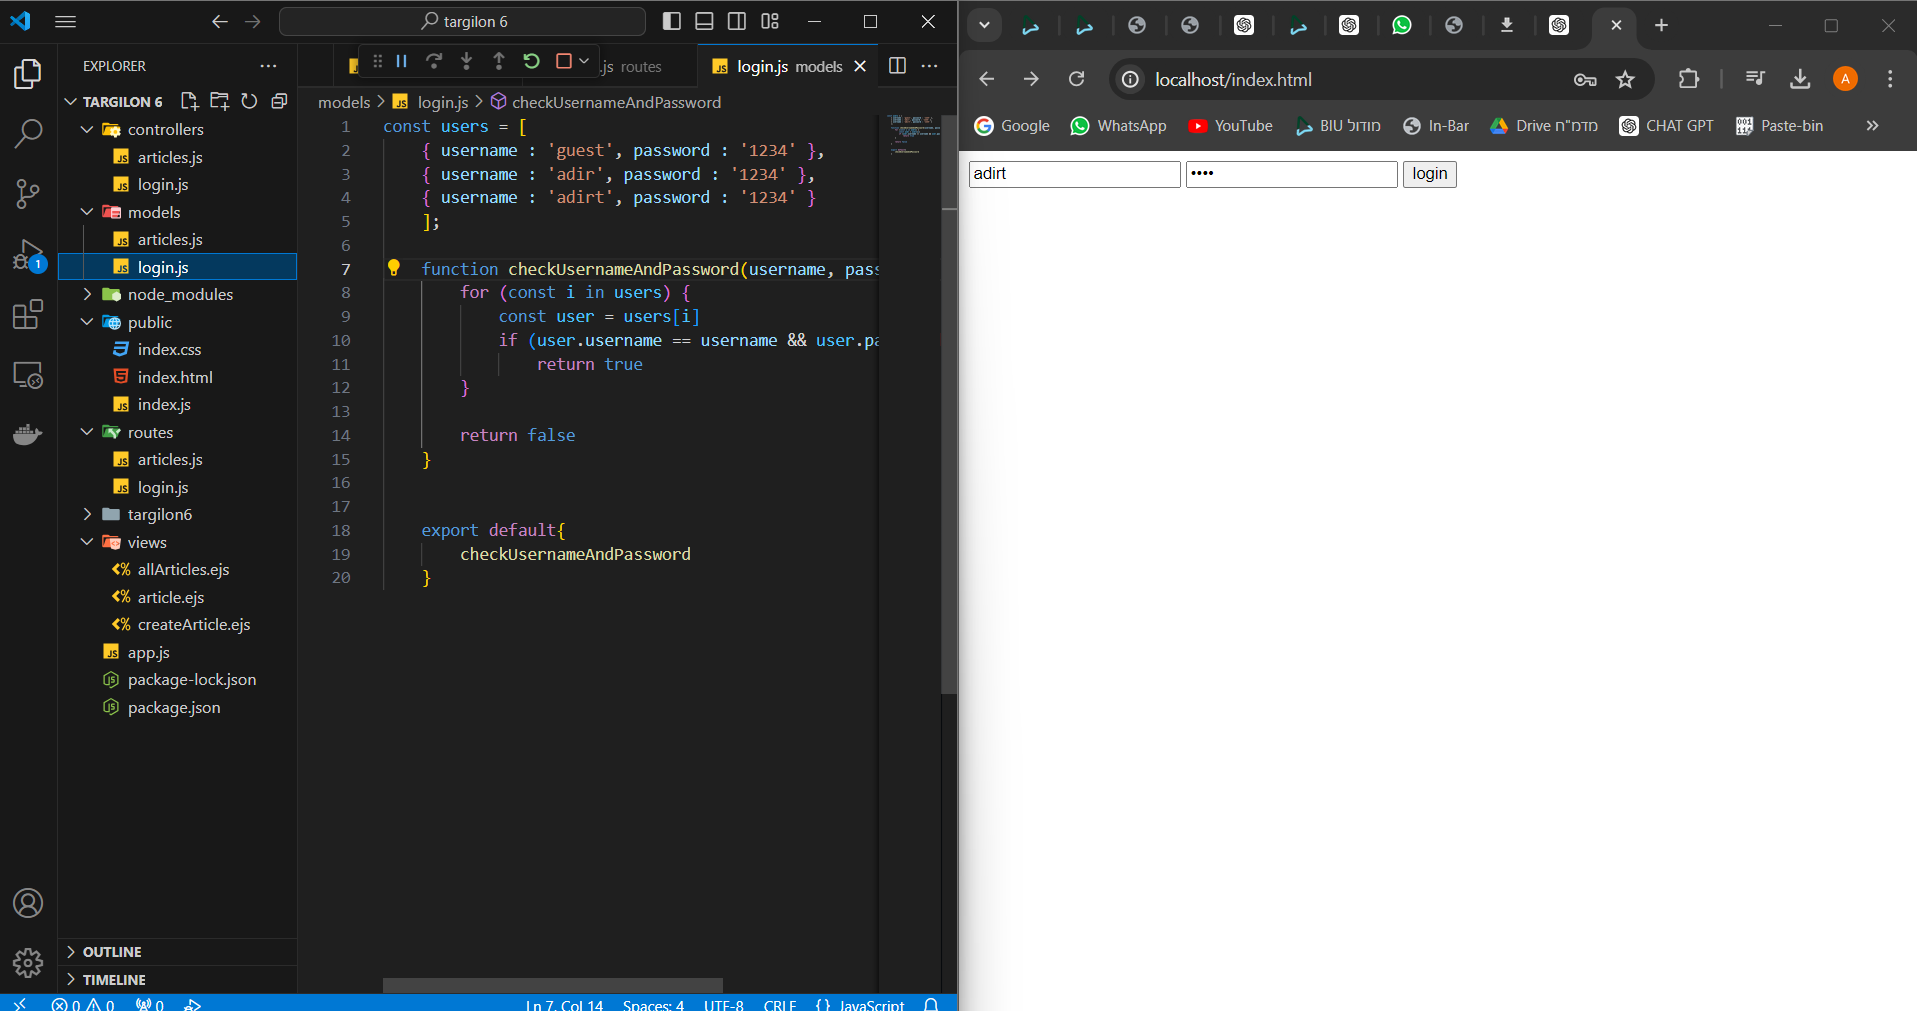 targilon 6
EXPLORER
TARGILON 6
controllers
articles.js
login.js
models
articles.js
login.js
node_modules
public
index.css
index.html
index.js
routes
articles.js
login.js
targilon6
views
allArticles.ejs
article.ejs
createArticle.ejs
app.js
package-lock.json
package.json
OUTLINE
TIMELINE
1
.js routes
login.js models
models > login.js > checkUsernameAndPassword
1 const users = [
2 { username : 'guest', password : '1234' },
3 { username : 'adir', password : '1234' },
4 { username : 'adirt', password : '1234' }
5 ];
6
7 function checkUsernameAndPassword(username, pass
8 for (const i in users) {
9 const user = users[i]
10 if (user.username == username && user.pa
11 return true
12 }
13
14 return false
15 }
16
17
18 export default{
19 checkUsernameAndPassword
20 }
0 0 0 Ln 7, Col 14 Spaces: 4 UTF-8 CRLF {} JavaScript
localhost/index.html
A
Google WhatsApp YouTube BIU מודול In-Bar Drive מדמ"ח CHAT GPT Paste-bin
adirt •••• login